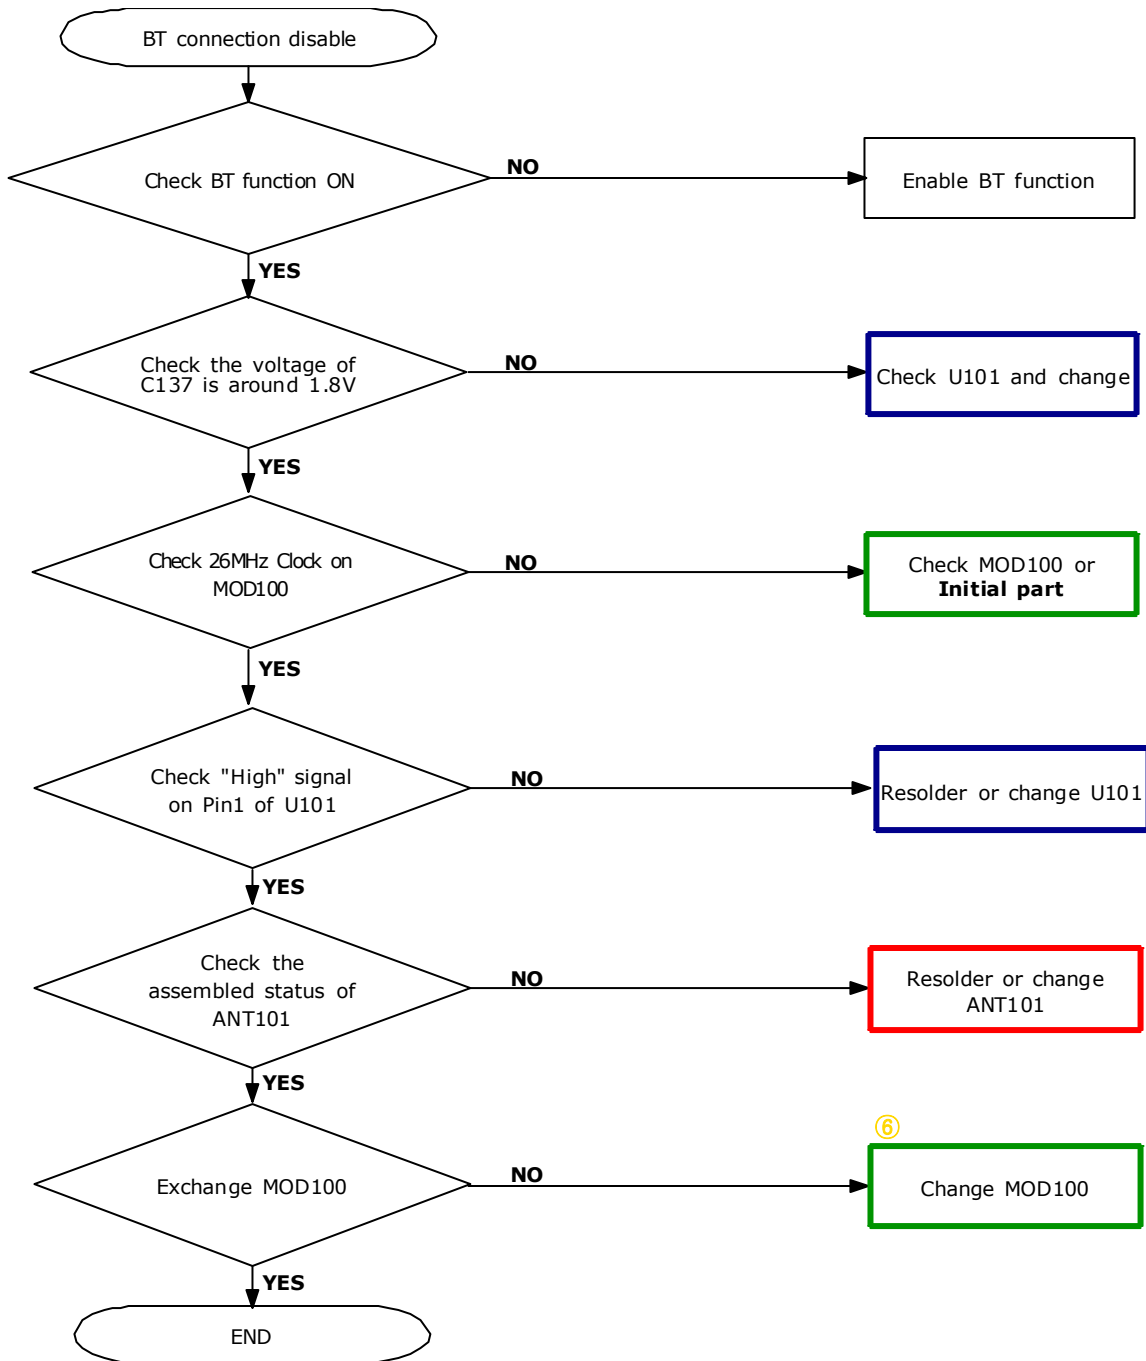 BT connection disable
Check BT function ON
NO
Enable BT function
YES
Check the voltage of
C137 is around 1.8V
NO
Check U101 and change
YES
Check 26MHz Clock on
MOD100
NO
Check MOD100 or
Initial part
YES
Check "High" signal
on Pin1 of U101
NO
Resolder or change U101
YES
Check the
assembled status of
ANT101
NO
Resolder or change
ANT101
YES
Exchange MOD100
NO
⑥
Change MOD100
YES
END